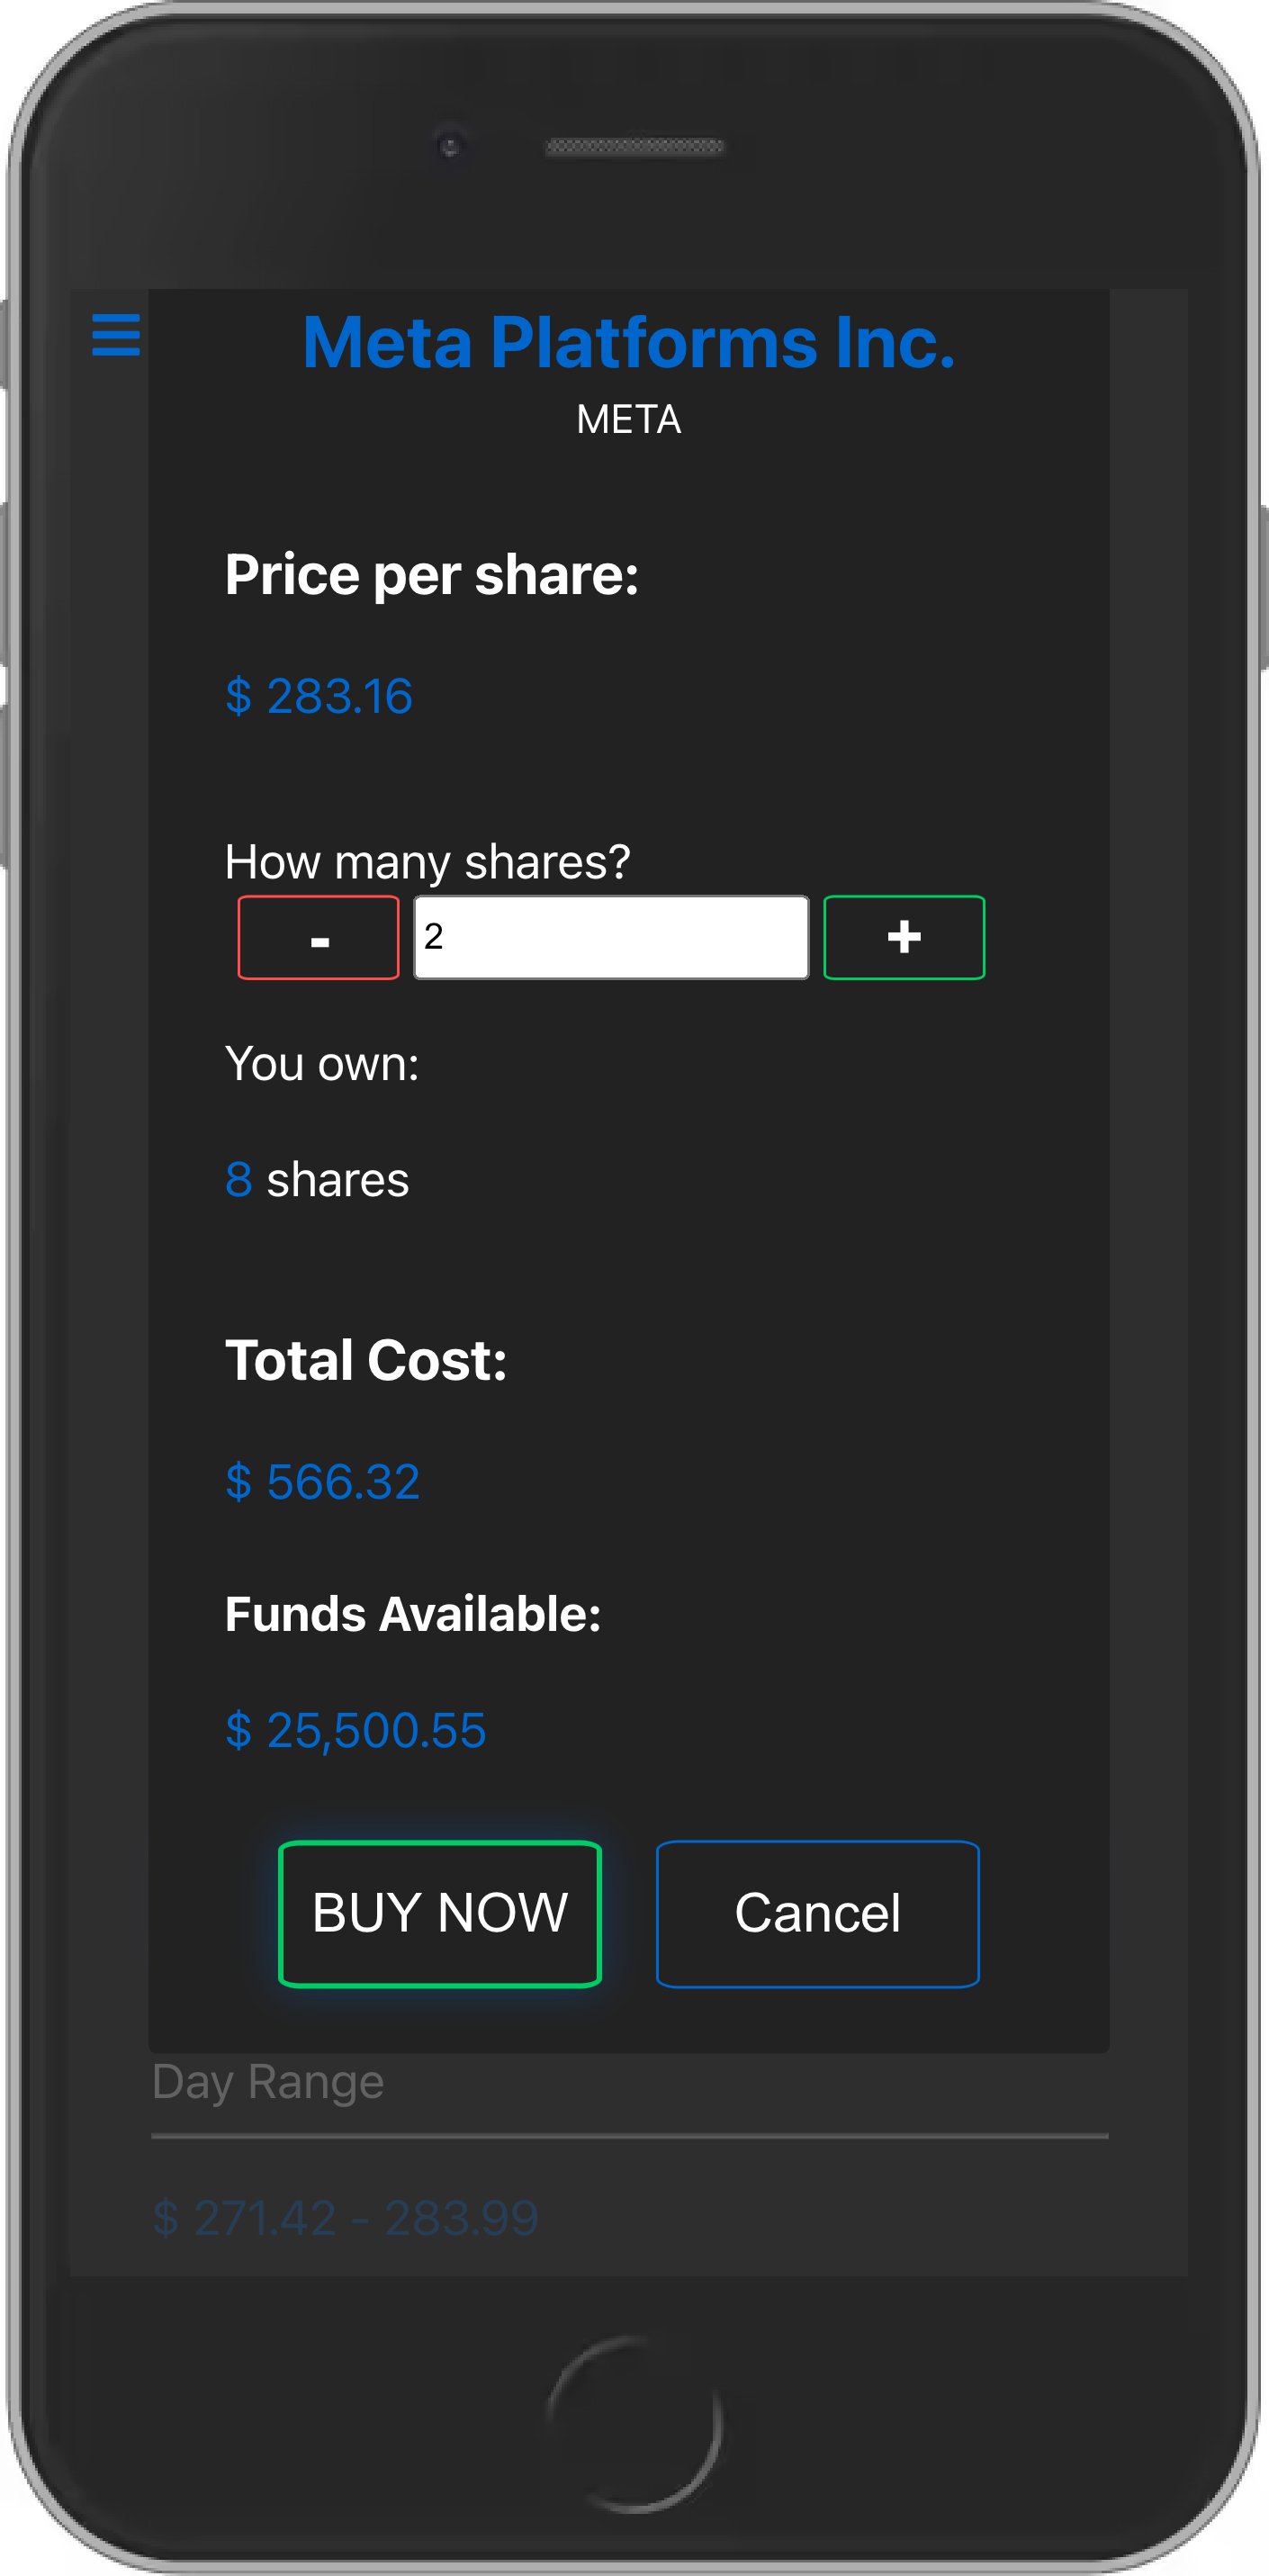 Meta Platforms Inc.
META
Price per share:
$ 283.16
How many shares?
- 2 +
You own:
8 shares
Total Cost:
$ 566.32
Funds Available:
$ 25,500.55
BUY NOW Cancel
Day Range
$ 271.42 - 283.99